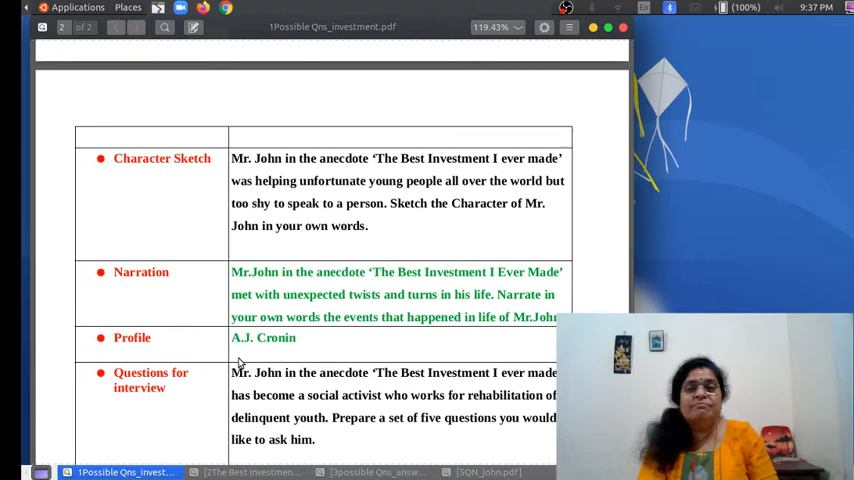 Applications Places En (100%) 9:37 PM
2 of 2 1Possible Qns_investment.pdf 119.43%
Character Sketch
Mr. John in the anecdote ‘The Best Investment I ever made’
was helping unfortunate young people all over the world but
too shy to speak to a person. Sketch the Character of Mr.
John in your own words.
Narration
Mr.John in the anecdote ‘The Best Investment I Ever Made’
met with unexpected twists and turns in his life. Narrate in
your own words the events that happened in life of Mr.John
Profile
A.J. Cronin
Questions for
interview
Mr. John in the anecdote ‘The Best Investment I Ever made
has become a social activist who works for rehabilitation of
delinquent youth. Prepare a set of five questions you would
like to ask him.
1Possible Qns_invest... [2The Best Investmen... [3possible Qns_answ... [5QN_john.pdf]